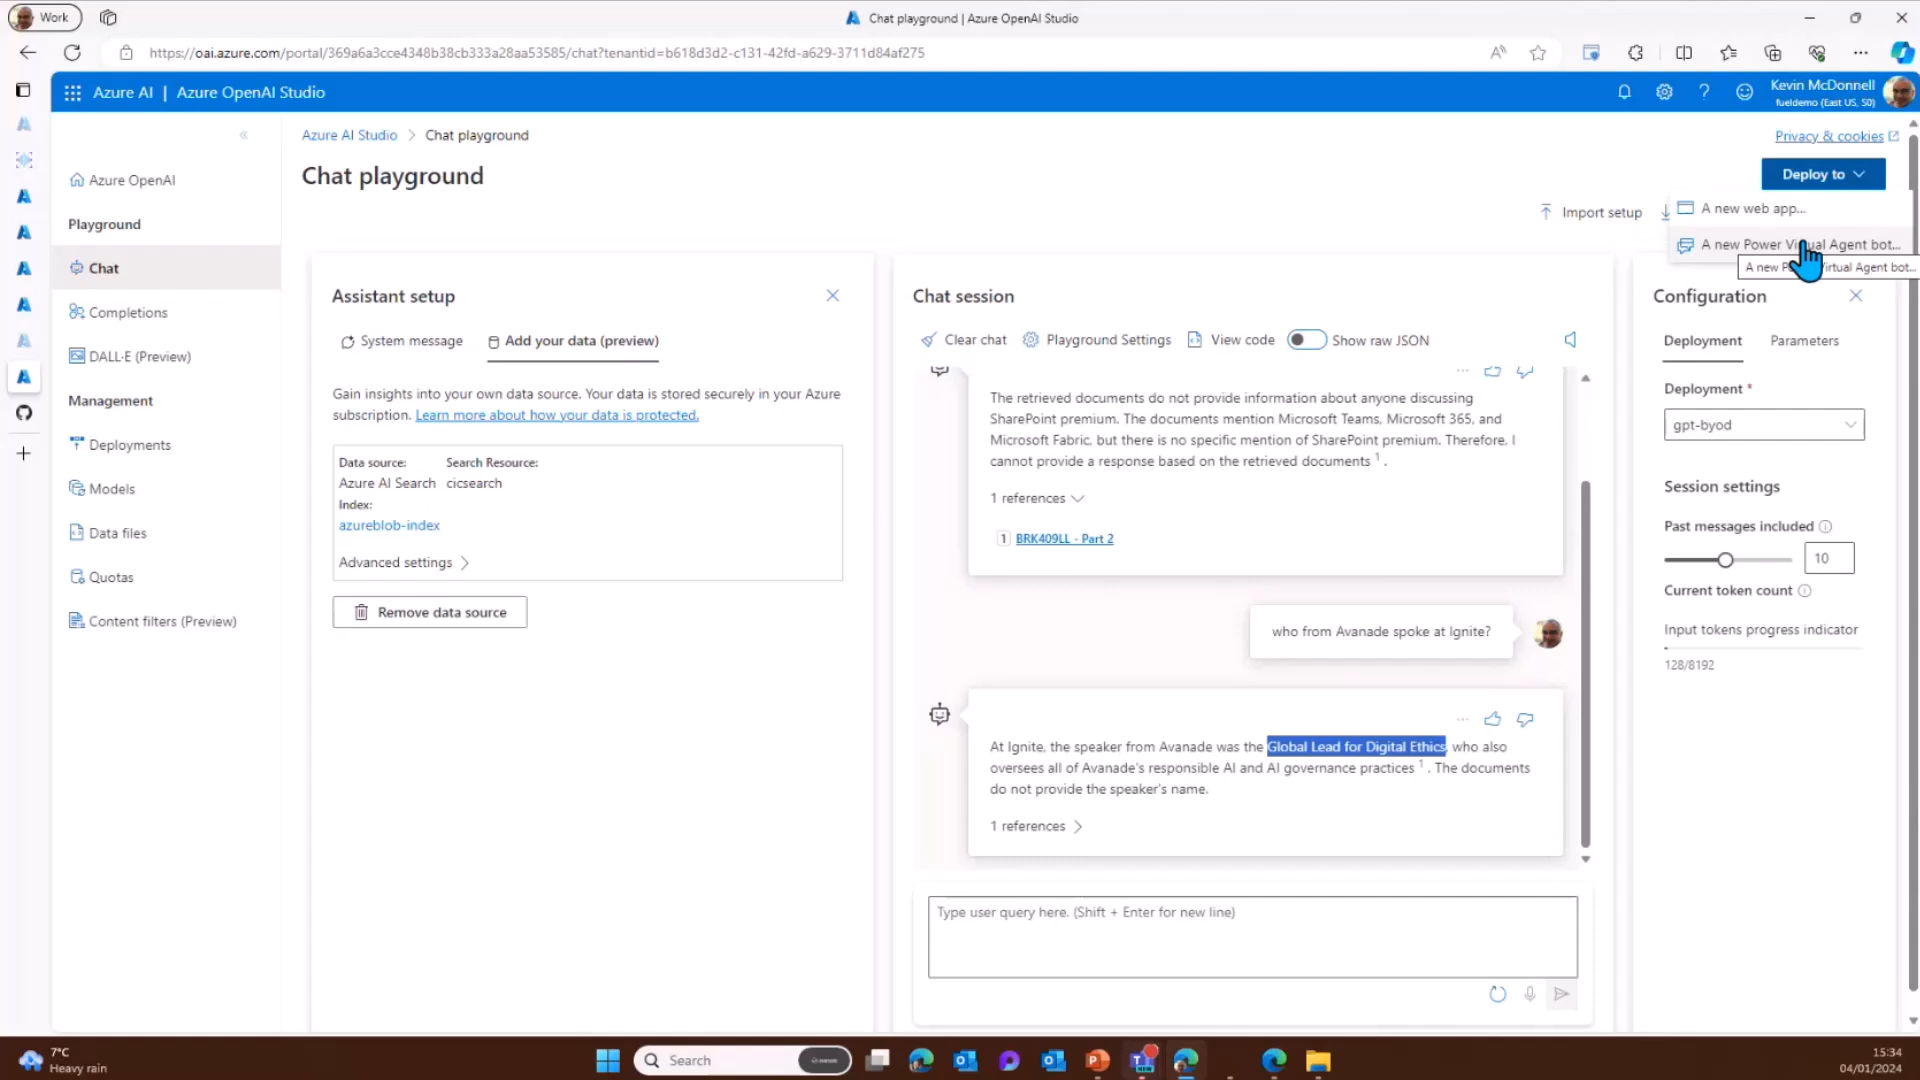 Work
Chat playground | Azure OpenAI Studio
https://oai.azure.com/portal/369a6a3cce4348b38cb333a28aa53585/chat?tenantid=b618d3d2-c131-42fd-a629-3711d84af275
Azure AI | Azure OpenAI Studio
Kevin McDonnell
fueldemo (East US, S0)
Azure AI Studio > Chat playground
Privacy & cookies
Chat playground
Deploy to
Import setup
A new web app...
A new Power Virtual Agent bot...
A new P irtual Agent bot...
Azure OpenAI
Playground
Chat
Completions
DALL·E (Preview)
Management
Deployments
Models
Data files
Quotas
Content filters (Preview)
Assistant setup
System message
Add your data (preview)
Gain insights into your own data source. Your data is stored securely in your Azure
subscription. Learn more about how your data is protected.
Data source: Search Resource:
Azure AI Search cicsearch
Index:
azureblob-index
Advanced settings
Remove data source
Chat session
Clear chat
Playground Settings
View code
Show raw JSON
The retrieved documents do not provide information about anyone discussing
SharePoint premium. The documents mention Microsoft Teams, Microsoft 365, and
Microsoft Fabric, but there is no specific mention of SharePoint premium. Therefore, I
cannot provide a response based on the retrieved documents 1 .
1 references
1 BRK409LL - Part 2
who from Avanade spoke at Ignite?
At Ignite, the speaker from Avanade was the Global Lead for Digital Ethics, who also
oversees all of Avanade's responsible AI and AI governance practices 1 . The documents
do not provide the speaker's name.
1 references
Type user query here. (Shift + Enter for new line)
Configuration
Deployment
Parameters
Deployment *
gpt-byod
Session settings
Past messages included
10
Current token count
Input tokens progress indicator
128/8192
7°C
Heavy rain
Search
15:34
04/01/2024